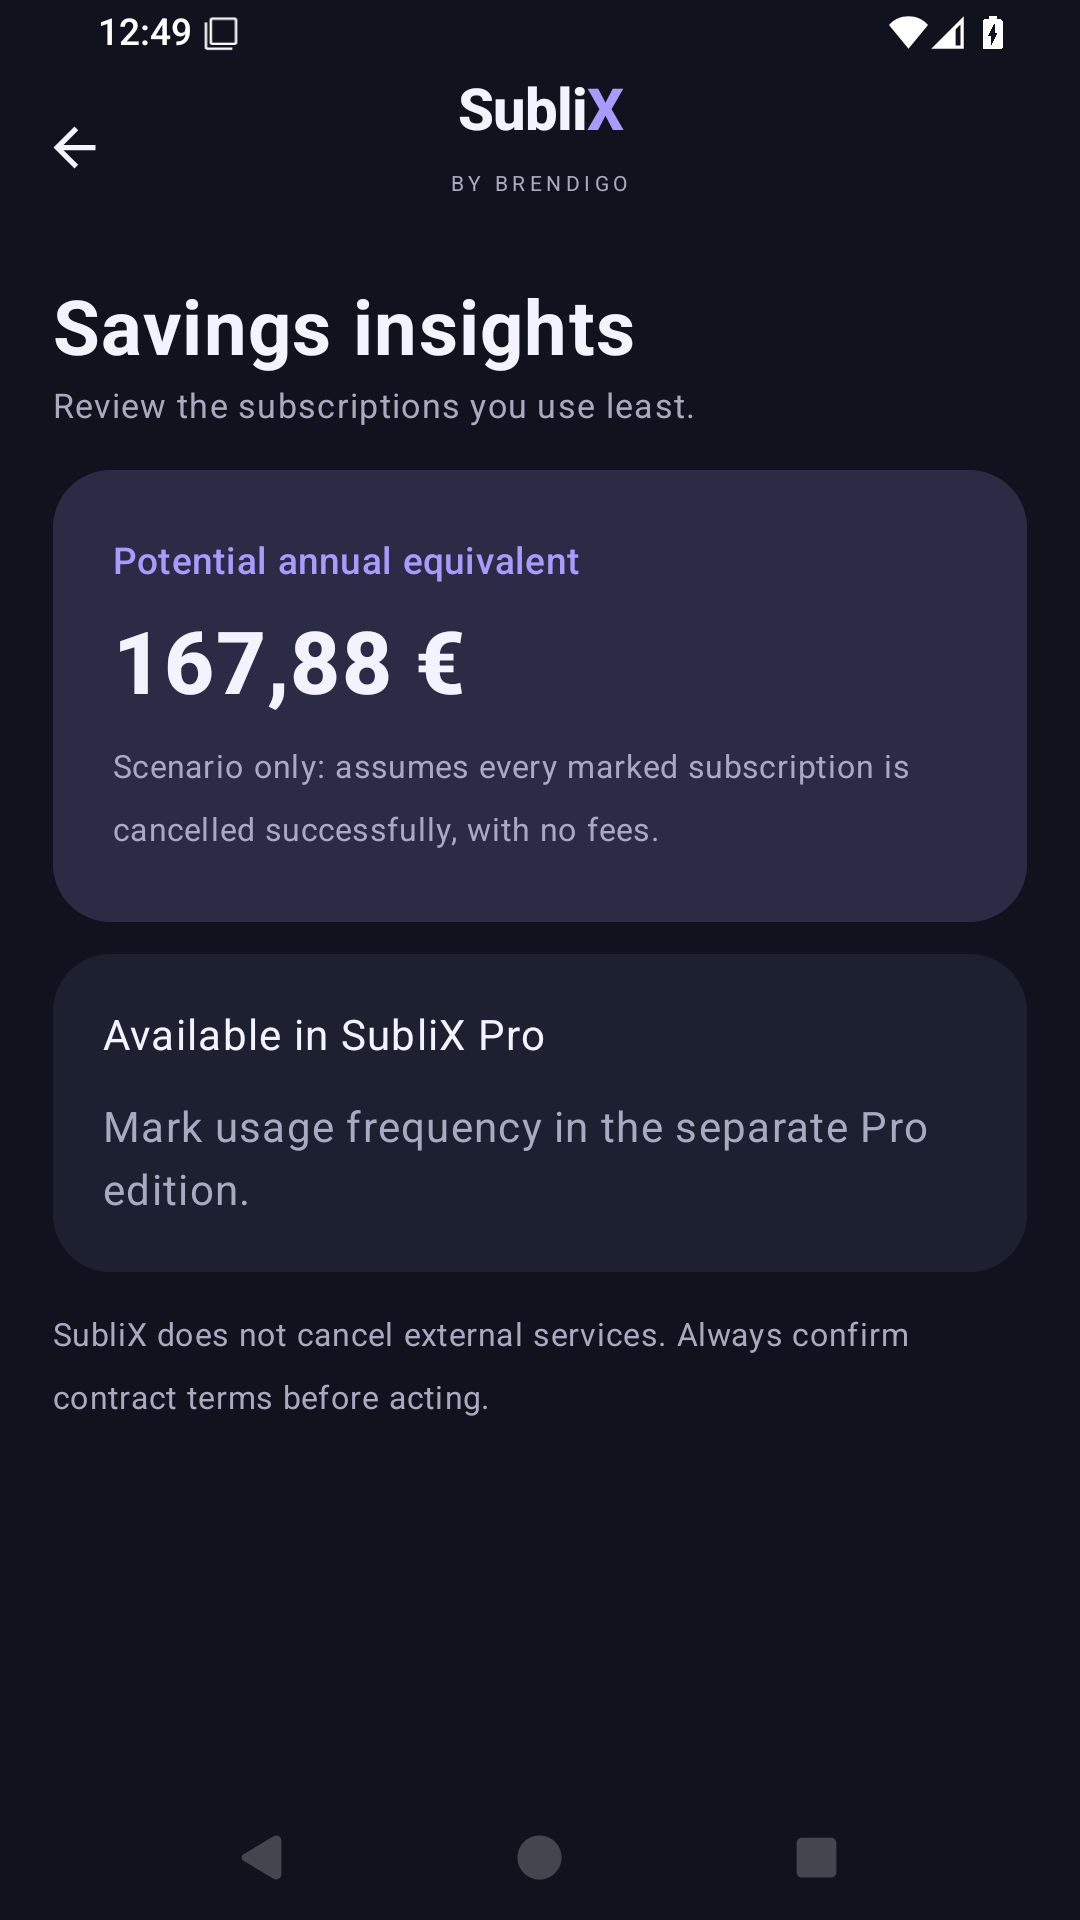 12:49
SubliX
BY BRENDIGO
Savings insights
Review the subscriptions you use least.
Potential annual equivalent
167,88 €
Scenario only: assumes every marked subscription is
cancelled successfully, with no fees.
Available in SubliX Pro
Mark usage frequency in the separate Pro
edition.
SubliX does not cancel external services. Always confirm
contract terms before acting.